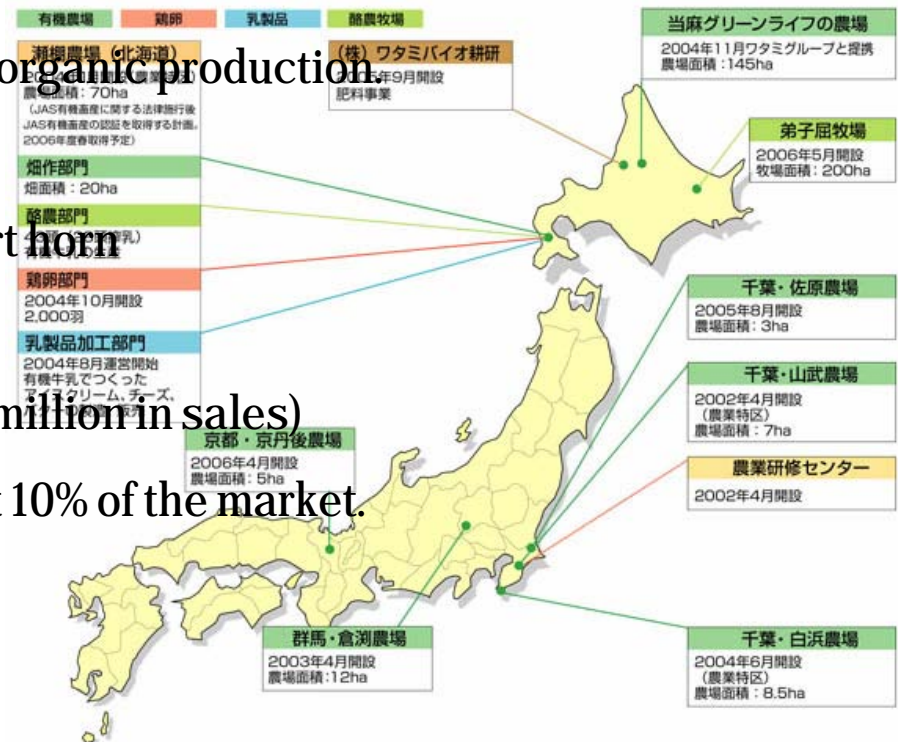 有機農場
鶏卵
乳製品
酪農牧場
瀬棚農場(北海道)
organic production.
農場面積:70ha
(JAS有機畜産に関する法律施行後
JAS有機畜産の認証を取得する計画。
2006年度春取得予定)
畑作部門
畑面積:20ha
酪農部門
rt horn
鶏卵部門
2004年10月開設
2,000羽
乳製品加工部門
2004年8月運営開始
有機牛乳でつくった
アイスクリーム、チーズ、
million in sales)
(株)ワタミバイオ耕研
2005年9月開設
肥料事業
当麻グリーンライフの農場
2004年11月ワタミグループと提携
農場面積:145ha
弟子屈牧場
2006年5月開設
牧場面積:200ha
千葉・佐原農場
2005年8月開設
農場面積:3ha
千葉・山武農場
2002年4月開設
(農業特区)
農場面積:7ha
農業研修センター
2002年4月開設
京都・京丹後農場
2006年4月開設
農場面積:5ha
10% of the market.
群馬・倉渕農場
2003年4月開設
農場面積:12ha
千葉・白浜農場
2004年6月開設
(農業特区)
農場面積:8.5ha